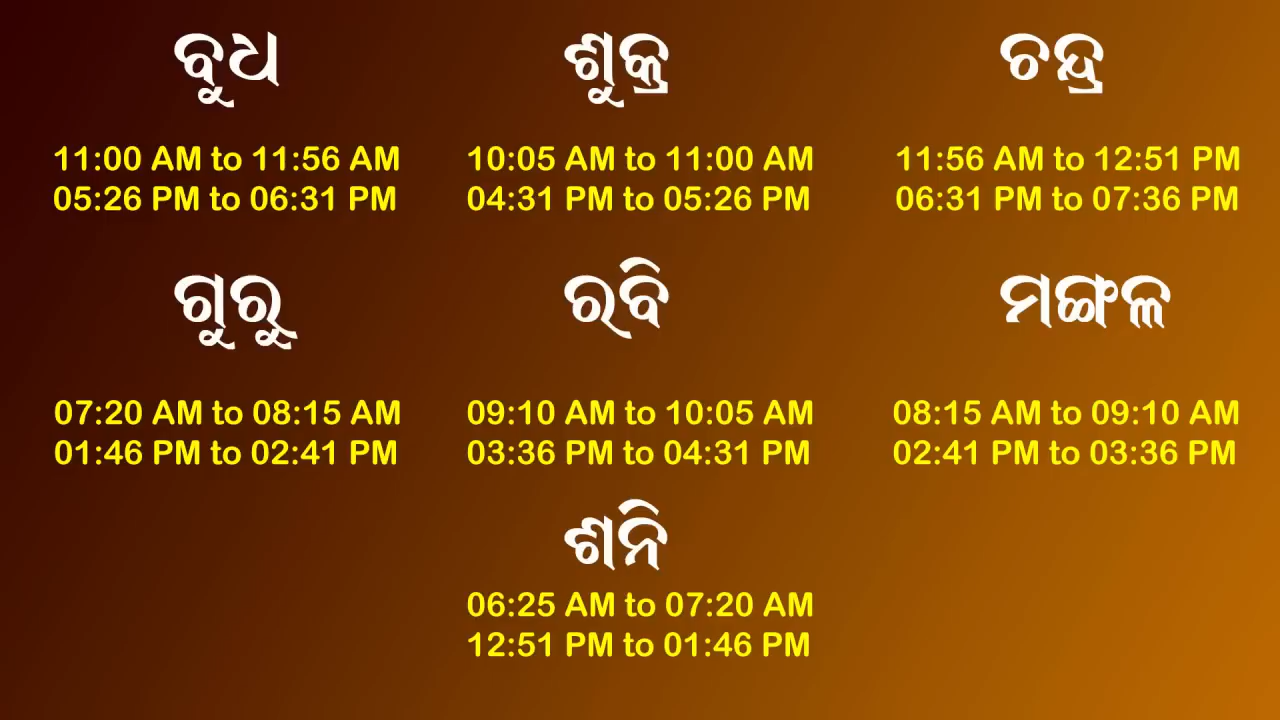 ବୁଧ
11:00 AM to 11:56 AM
05:26 PM to 06:31 PM
ଶୁକ୍ର
10:05 AM to 11:00 AM
04:31 PM to 05:26 PM
ଚନ୍ଦ୍ର
11:56 AM to 12:51 PM
06:31 PM to 07:36 PM
ଗୁରୁ
07:20 AM to 08:15 AM
01:46 PM to 02:41 PM
ରବି
09:10 AM to 10:05 AM
03:36 PM to 04:31 PM
ମଙ୍ଗଳ
08:15 AM to 09:10 AM
02:41 PM to 03:36 PM
ଶନି
06:25 AM to 07:20 AM
12:51 PM to 01:46 PM